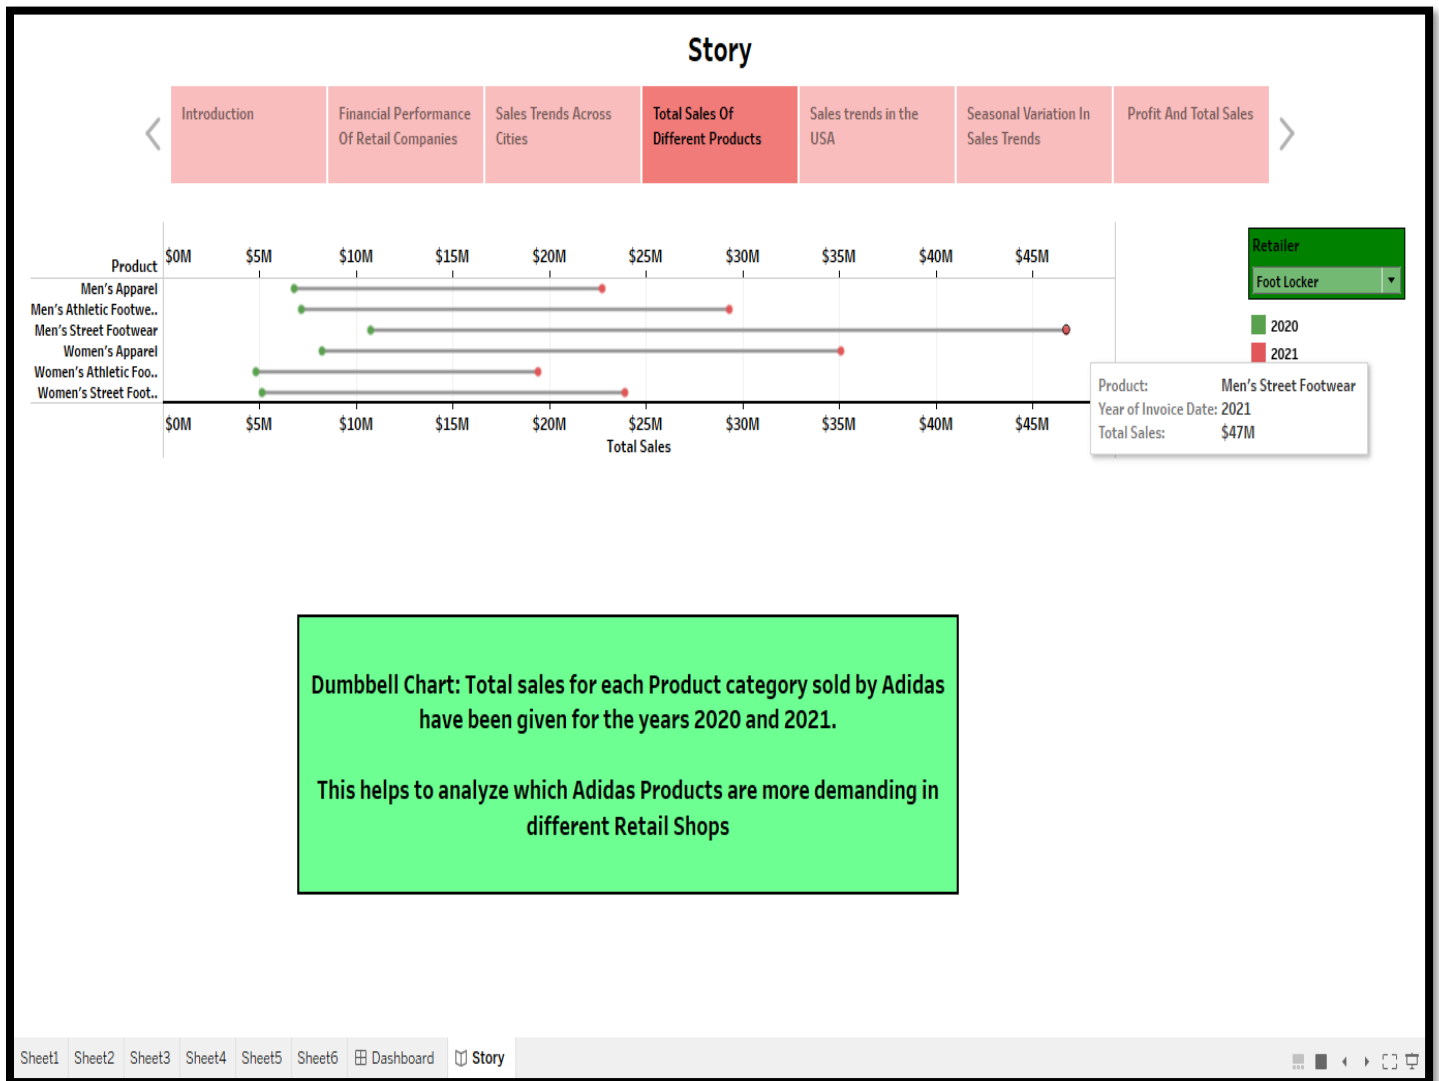 Story
Introduction
Financial Performance
Of Retail Companies
Sales Trends Across
Cities
Total Sales Of
Different Products
Sales trends in the
USA
Seasonal Variation In
Sales Trends
Profit And Total Sales
Product
$0M $5M $10M $15M $20M $25M $30M $35M $40M $45M
Men's Apparel
Men's Athletic Footwe..
Men's Street Footwear
Women's Apparel
Women's Athletic Foo..
Women's Street Foot..
$0M $5M $10M $15M $20M $25M $30M $35M $40M $45M
Total Sales
Retailer
Foot Locker
2020
2021
Product: Men's Street Footwear
Year of Invoice Date: 2021
Total Sales: $47M
Dumbbell Chart: Total sales for each Product category sold by Adidas
have been given for the years 2020 and 2021.
This helps to analyze which Adidas Products are more demanding in
different Retail Shops
Sheet1 Sheet2 Sheet3 Sheet4 Sheet5 Sheet6 Dashboard Story